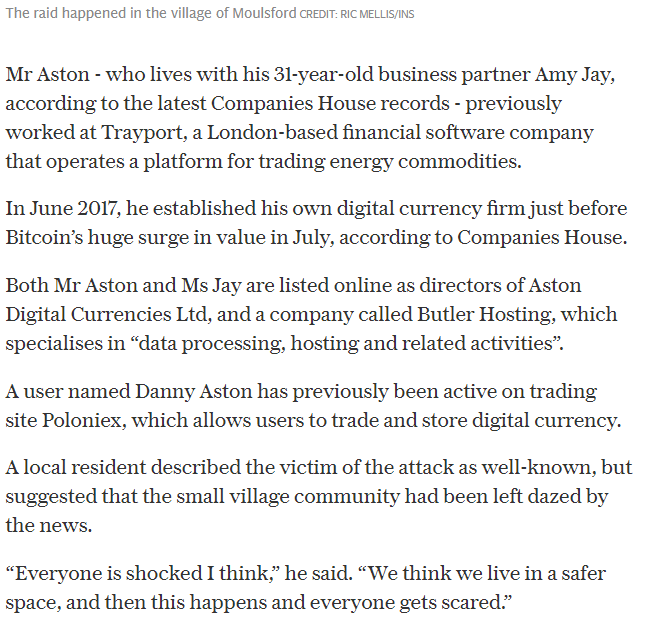 The raid happened in the village of Moulsford CREDIT: RIC MELLIS/INS
Mr Aston - who lives with his 31-year-old business partner Amy Jay,
according to the latest Companies House records - previously
worked at Trayport, a London-based financial software company
that operates a platform for trading energy commodities.
In June 2017, he established his own digital currency firm just before
Bitcoin’s huge surge in value in July, according to Companies House.
Both Mr Aston and Ms Jay are listed online as directors of Aston
Digital Currencies Ltd, and a company called Butler Hosting, which
specialises in “data processing, hosting and related activities”.
A user named Danny Aston has previously been active on trading
site Poloniex, which allows users to trade and store digital currency.
A local resident described the victim of the attack as well-known, but
suggested that the small village community had been left dazed by
the news.
“Everyone is shocked I think,” he said. “We think we live in a safer
space, and then this happens and everyone gets scared.”